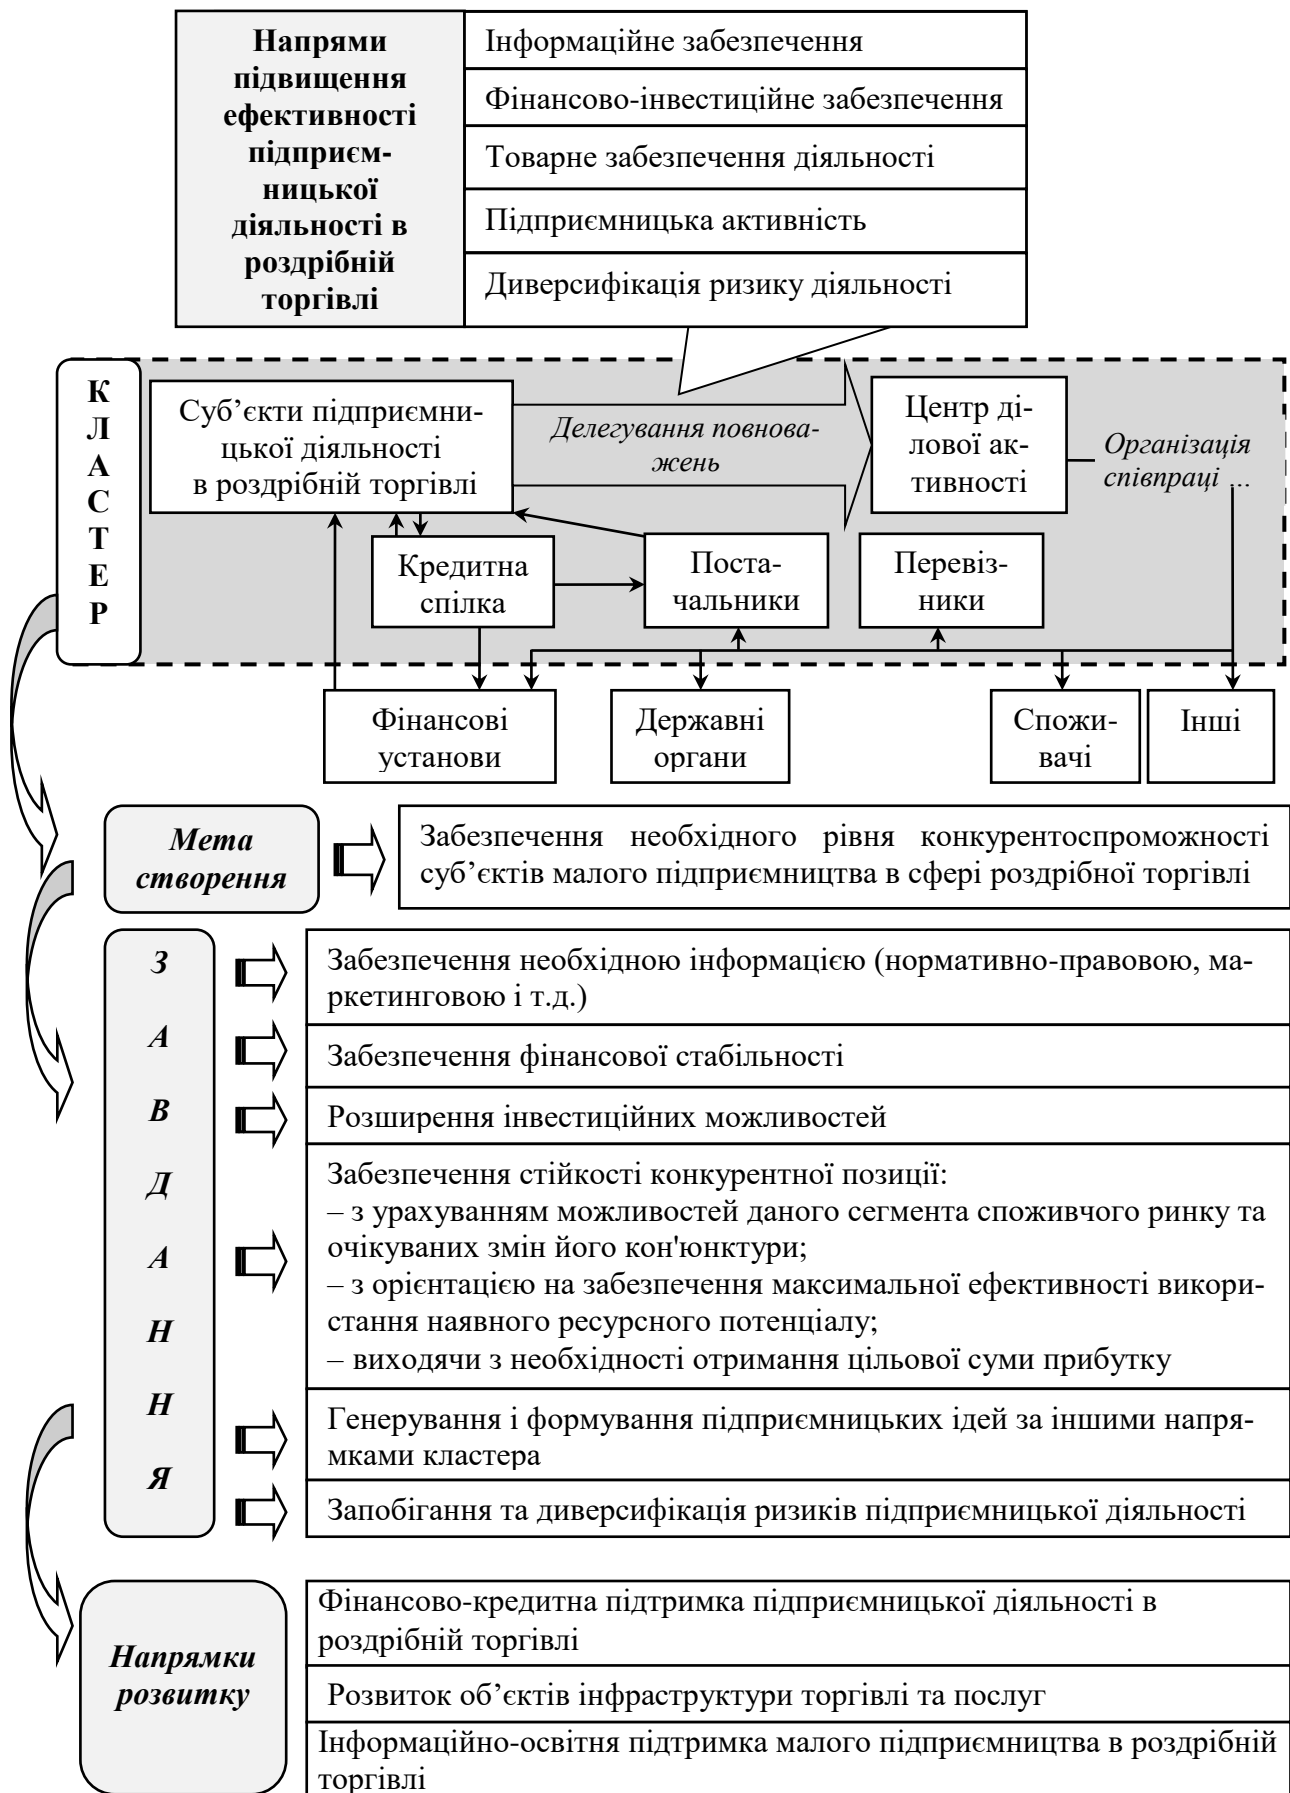 Напрями
підвищення
ефективності
підприєм-
ницької
діяльності в
роздрібній
торгівлі
Інформаційне забезпечення
Фінансово-інвестиційне забезпечення
Товарне забезпечення діяльності
Підприємницька активність
Диверсифікація ризику діяльності
К
Л
А
С
Т
Е
Р
Суб’єкти підприємни-
цької діяльності
в роздрібній торгівлі
Делегування повнова-
жень
Центр ді-
лової ак-
тивності
Організація
співпраці ...
Кредитна
спілка
Поста-
чальники
Перевіз-
ники
Фінансові
установи
Державні
органи
Спожи-
вачі
Інші
Мета
створення
Забезпечення необхідного рівня конкурентоспроможності
суб’єктів малого підприємництва в сфері роздрібної торгівлі
З
А
В
Д
А
Н
Н
Я
Забезпечення необхідною інформацією (нормативно-правовою, ма-
ркетинговою і т.д.)
Забезпечення фінансової стабільності
Розширення інвестиційних можливостей
Забезпечення стійкості конкурентної позиції:
– з урахуванням можливостей даного сегмента споживчого ринку та
очікуваних змін його кон'юнктури;
– з орієнтацією на забезпечення максимальної ефективності викори-
стання наявного ресурсного потенціалу;
– виходячи з необхідності отримання цільової суми прибутку
Генерування і формування підприємницьких ідей за іншими напря-
мками кластера
Запобігання та диверсифікація ризиків підприємницької діяльності
Напрямки
розвитку
Фінансово-кредитна підтримка підприємницької діяльності в
роздрібній торгівлі
Розвиток об’єктів інфраструктури торгівлі та послуг
Інформаційно-освітня підтримка малого підприємництва в роздрібній
торгівлі